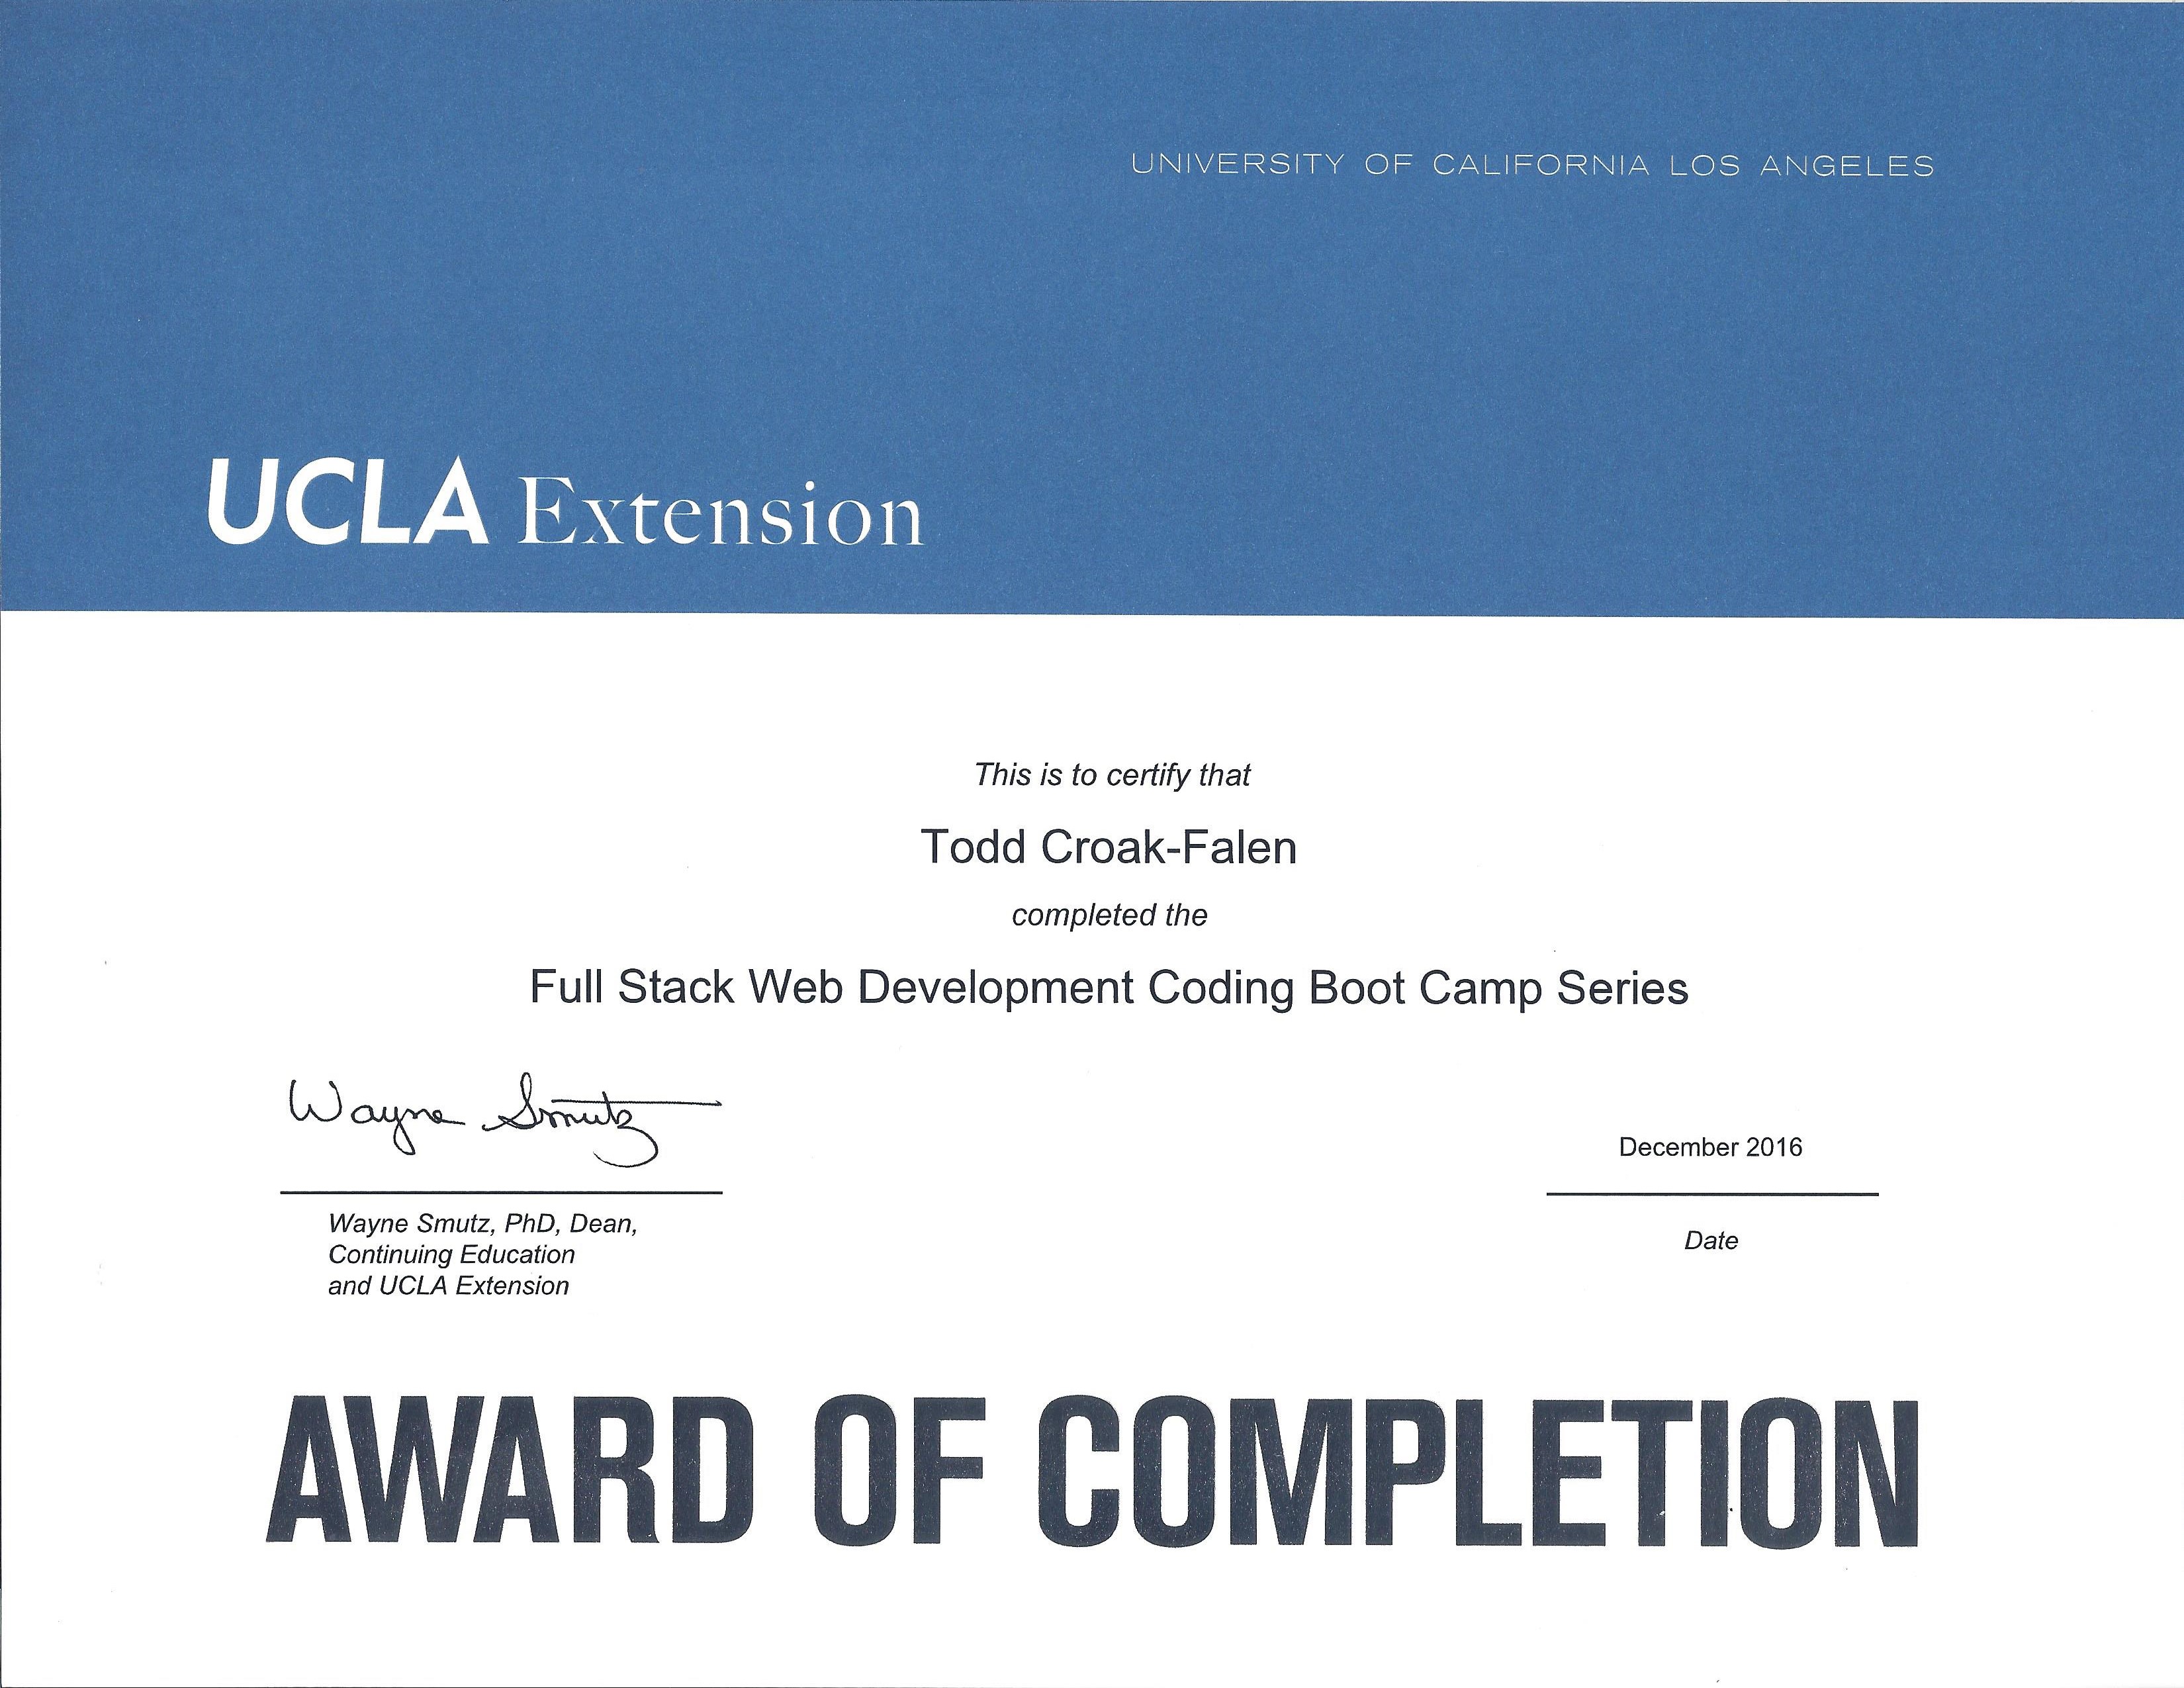 UNIVERSITY OF CALIFORNIA LOS ANGELES
UCLA Extension
This is to certify that
Todd Croak-Falen
completed the
Full Stack Web Development Coding Boot Camp Series
Wayne Smutz
December 2016
Wayne Smutz, PhD, Dean,
Continuing Education
and UCLA Extension
Date
AWARD OF COMPLETION